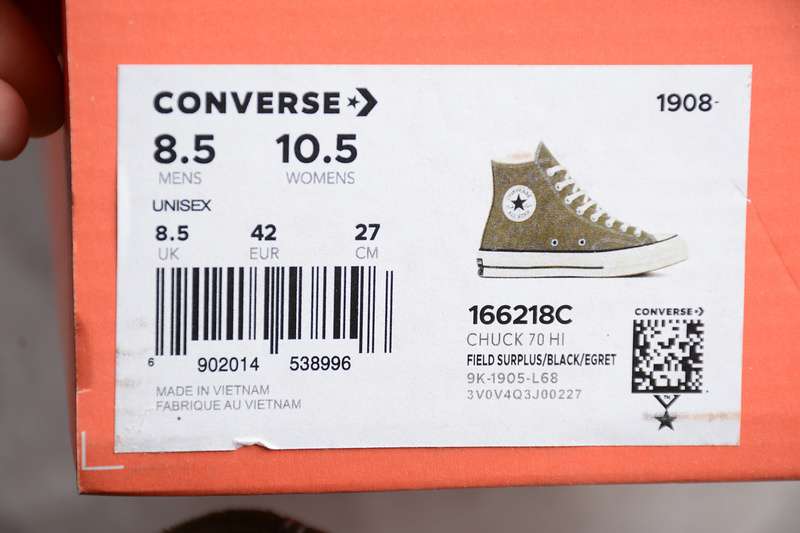 CONVERSE
1908-
8.5 10.5
MENS WOMENS
UNISEX
8.5 42 27
UK EUR CM
6 902014 538996
MADE IN VIETNAM
FABRIQUE AU VIETNAM
166218C
CHUCK 70 HI
FIELD SURPLUS/BLACK/EGRET
9K-1905-L68
3V0V4Q3J00227
CONVERSE
TM